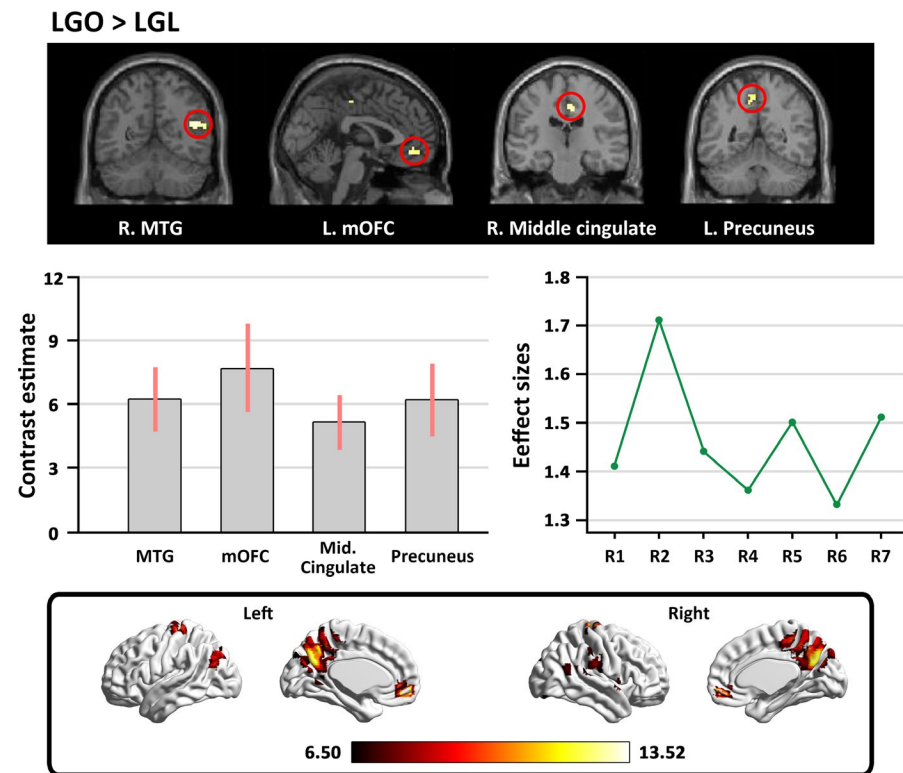 LGO > LGL
R. MTG
L. mOFC
R. Middle cingulate
L. Precuneus
Contrast estimate
12
9
6
3
0
MTG
mOFC
Mid.
Cingulate
Precuneus
Eeffect sizes
1.8
1.7
1.6
1.5
1.4
1.3
R1
R2
R3
R4
R5
R6
R7
Left
Right
6.50
13.52